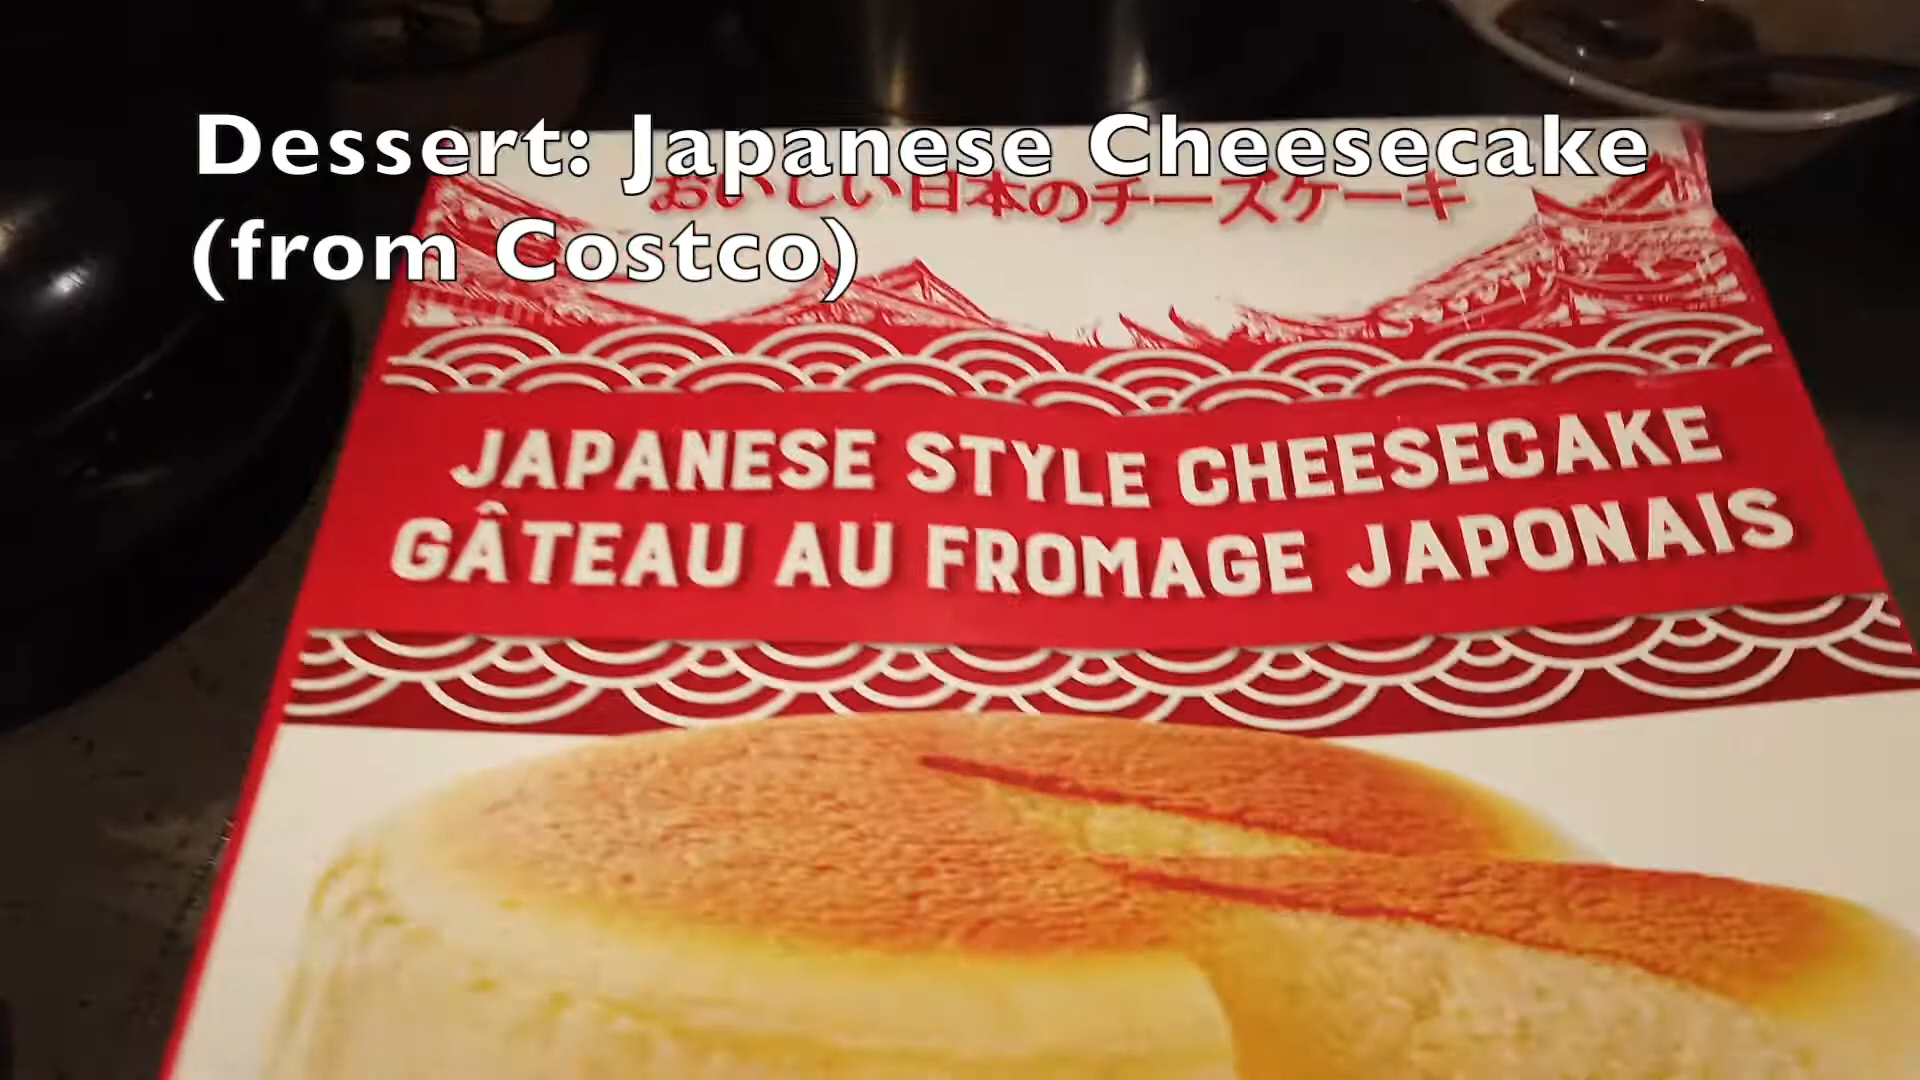 Dessert: Japanese Cheesecake
(from Costco)
おいしい日本のチーズケーキ
JAPANESE STYLE CHEESECAKE
GÂTEAU AU FROMAGE JAPONAIS